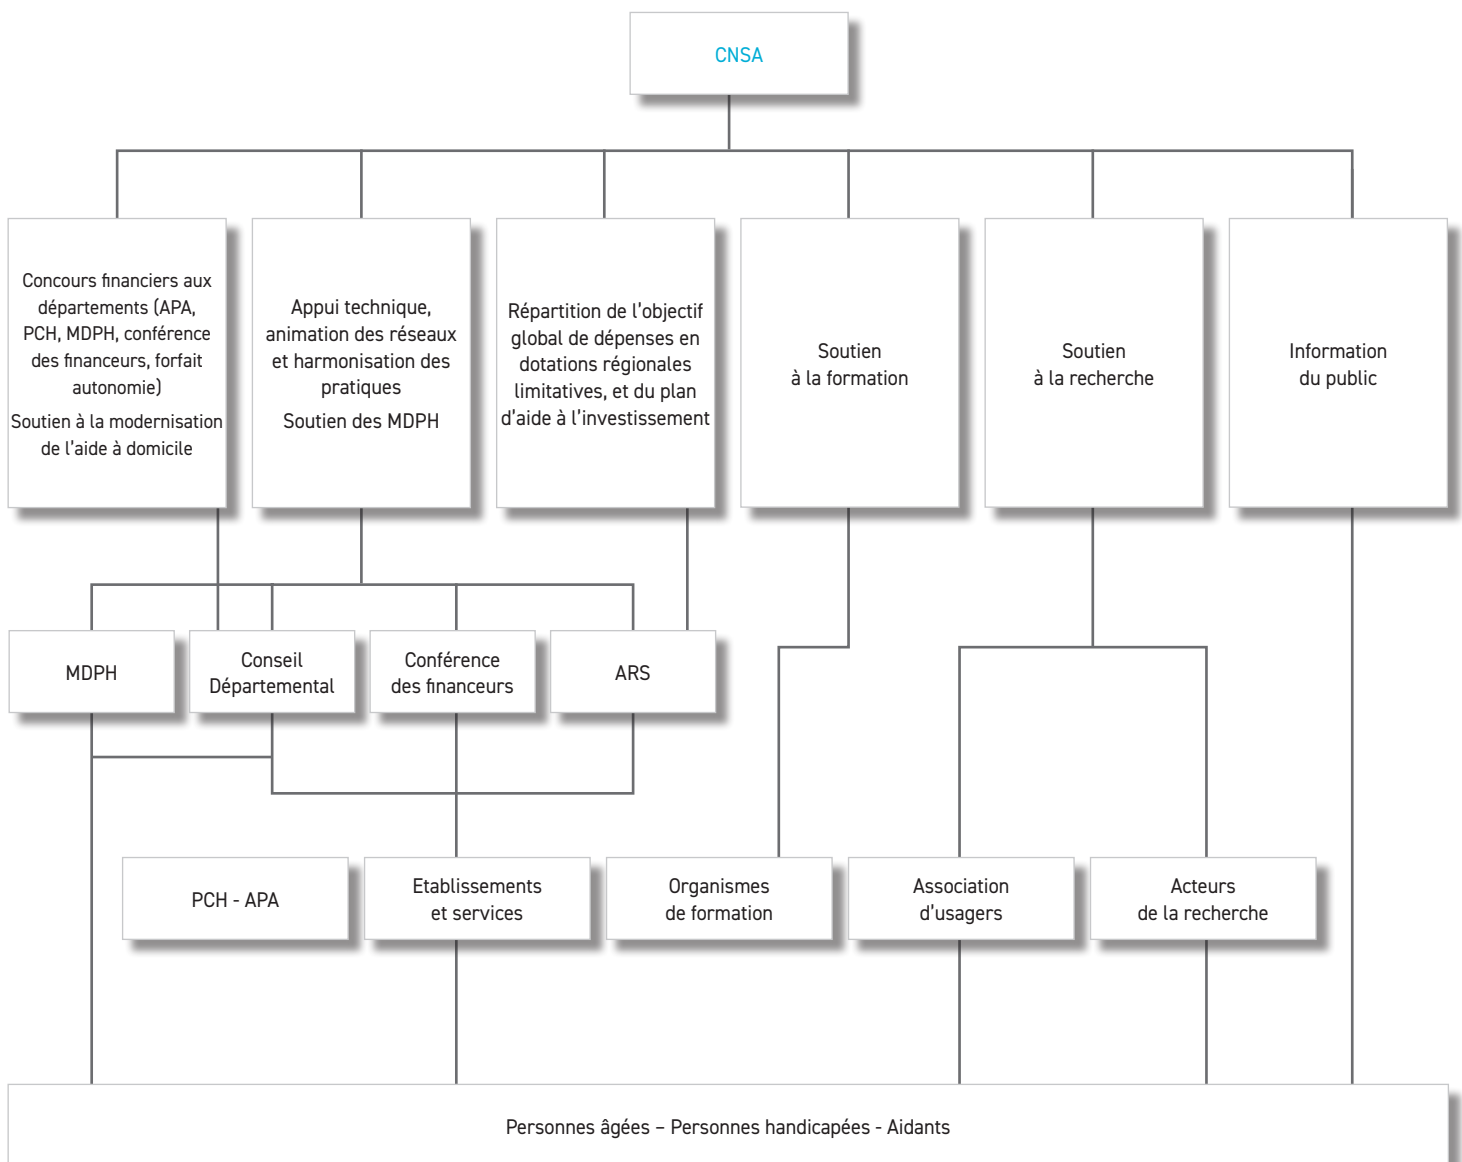 CNSA
Concours financiers aux
départements (APA,
PCH, MDPH, conférence
des financeurs, forfait
autonomie)
Soutien à la modernisation
de l'aide à domicile
Appui technique,
animation des réseaux
et harmonisation des
pratiques
Soutien des MDPH
Répartition de l'objectif
global de dépenses en
dotations régionales
limitatives, et du plan
d'aide à l'investissement
Soutien
à la formation
Soutien
à la recherche
Information
du public
MDPH
Conseil
Départemental
Conférence
des financeurs
ARS
PCH - APA
Etablissements
et services
Organismes
de formation
Association
d'usagers
Acteurs
de la recherche
Personnes âgées – Personnes handicapées - Aidants